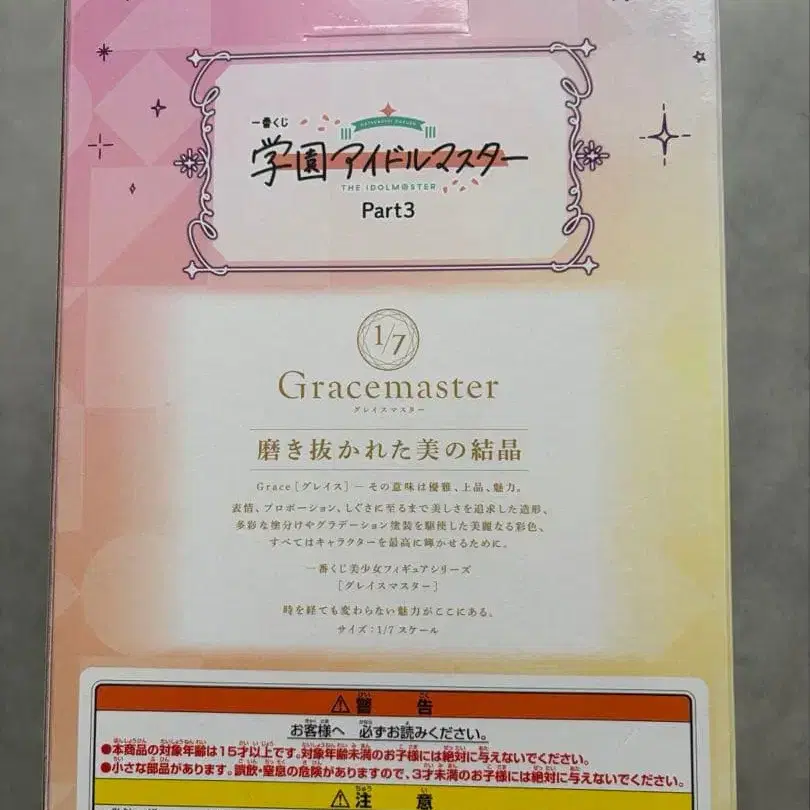 一番くじ
HATSUBOSHI GAKUEN
学園アイドルマスター
THE IDOLM@STER
Part3
1/7
Gracemaster
グレイスマスター
磨き抜かれた美の結晶
Grace[グレイス]―その意味は優雅、上品、魅力。
表情、プロポーション、しぐさに至るまで美しさを追求した造形、
多彩な塗分けやグラデーション塗装を駆使した美麗なる彩色、
すべてはキャラクターを最高に輝かせるために。
一番くじ美少女フィギュアシリーズ
[グレイスマスター]
時を経ても変わらない魅力がここにある。
サイズ:1/7 スケール
⚠警告
お客様へ 必ずお読みください。
●本商品の対象年齢は15才以上です。対象年齢未満のお子様には絶対に与えないでください。
●小さな部品があります。誤飲・窒息の危険がありますので、3才未満のお子様には絶対に与えないでください。
⚠注意